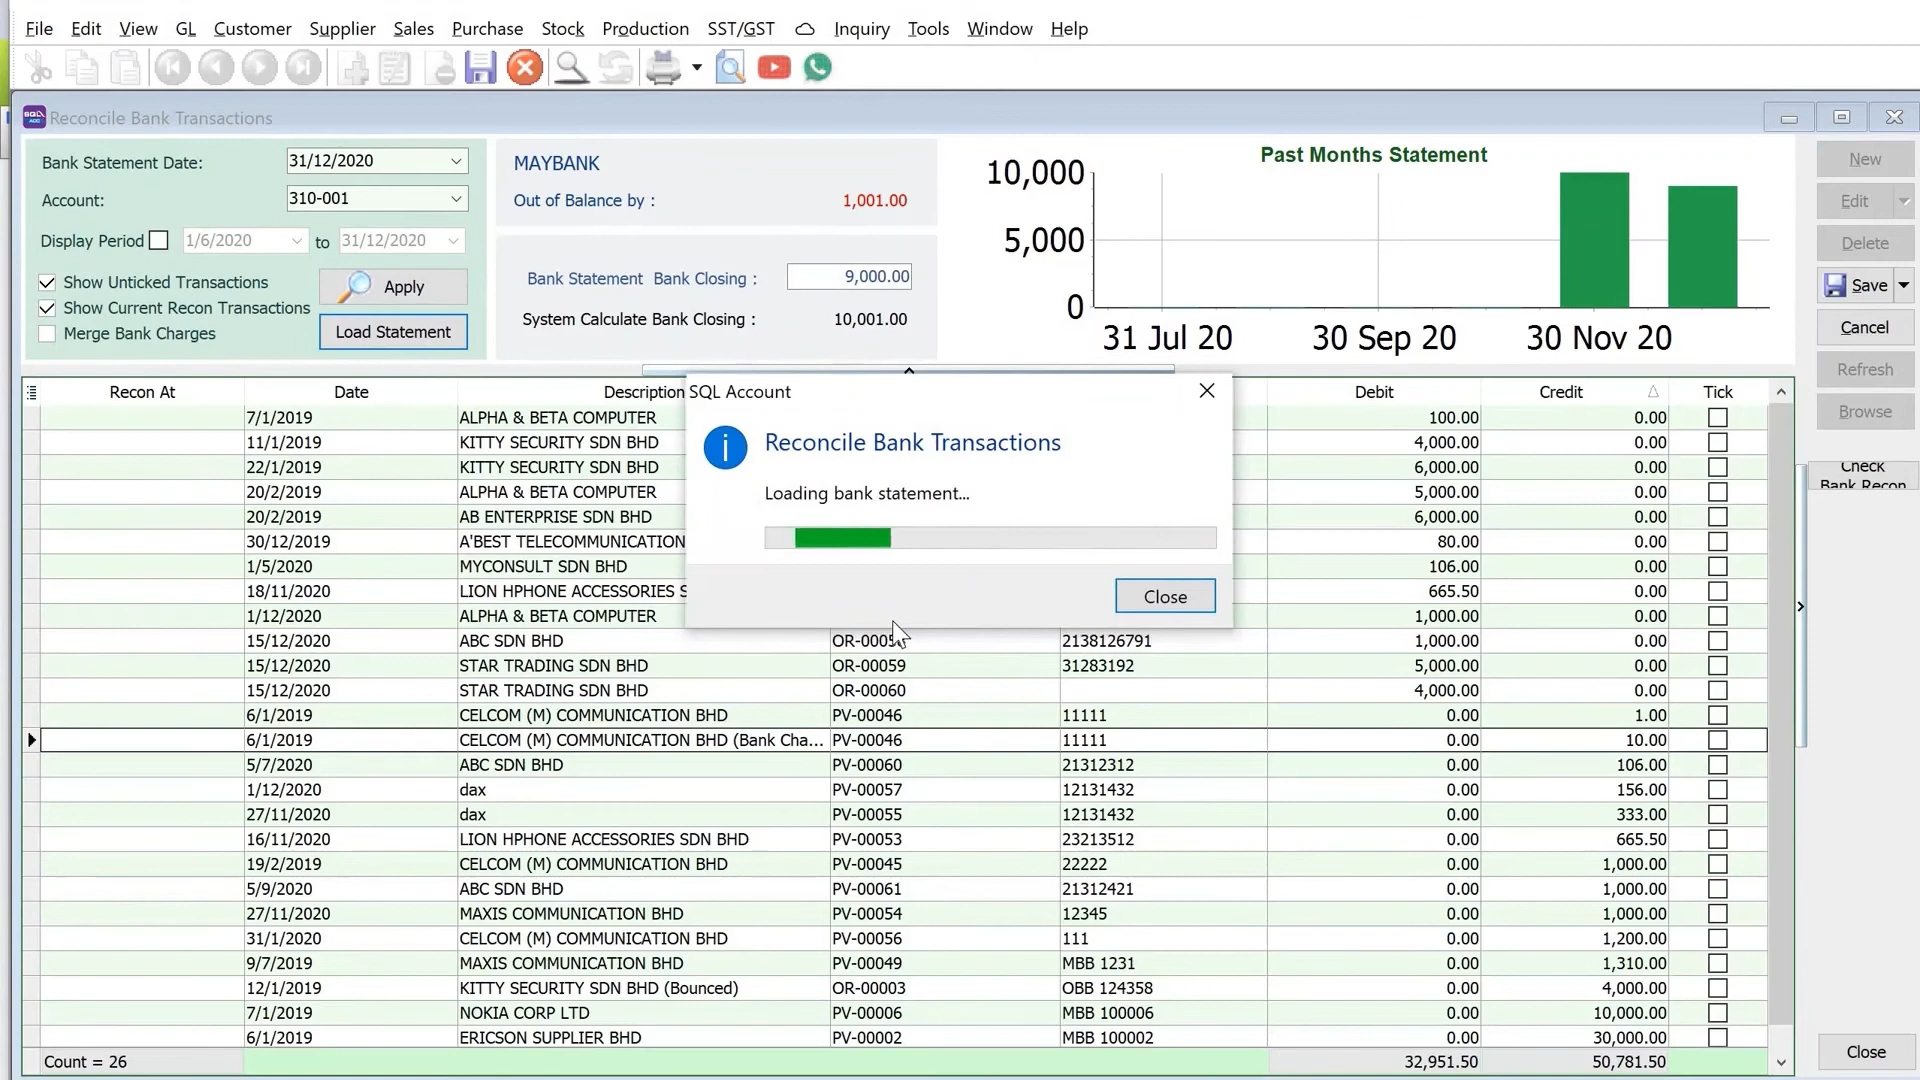 File Edit View GL Customer Supplier Sales Purchase Stock Production SST/GST Inquiry Tools Window Help
Reconcile Bank Transactions
Bank Statement Date: 31/12/2020
Account: 310-001
Display Period 1/6/2020 to 31/12/2020
Show Unticked Transactions
Show Current Recon Transactions
Merge Bank Charges
Apply
Load Statement
MAYBANK
Out of Balance by : 1,001.00
Bank Statement Bank Closing : 9,000.00
System Calculate Bank Closing : 10,001.00
Past Months Statement
10,000
5,000
0
31 Jul 20 30 Sep 20 30 Nov 20
New
Edit
Delete
Save
Cancel
Refresh
Browse
Check
Bank Recon
Recon At Date Description Debit Credit Tick
7/1/2019 ALPHA & BETA COMPUTER 100.00 0.00
11/1/2019 KITTY SECURITY SDN BHD 4,000.00 0.00
22/1/2019 KITTY SECURITY SDN BHD 6,000.00 0.00
20/2/2019 ALPHA & BETA COMPUTER 5,000.00 0.00
20/2/2019 AB ENTERPRISE SDN BHD 6,000.00 0.00
30/12/2019 A'BEST TELECOMMUNICATION 80.00 0.00
1/5/2020 MYCONSULT SDN BHD 106.00 0.00
18/11/2020 LION HPHONE ACCESSORIES S 665.50 0.00
1/12/2020 ALPHA & BETA COMPUTER 1,000.00 0.00
15/12/2020 ABC SDN BHD 2138126791 1,000.00 0.00
15/12/2020 STAR TRADING SDN BHD OR-00059 31283192 5,000.00 0.00
15/12/2020 STAR TRADING SDN BHD OR-00060 4,000.00 0.00
6/1/2019 CELCOM (M) COMMUNICATION BHD PV-00046 11111 0.00 1.00
6/1/2019 CELCOM (M) COMMUNICATION BHD (Bank Cha... PV-00046 11111 0.00 10.00
5/7/2020 ABC SDN BHD PV-00060 21312312 0.00 106.00
1/12/2020 dax PV-00057 12131432 0.00 156.00
27/11/2020 dax PV-00055 12131432 0.00 333.00
16/11/2020 LION HPHONE ACCESSORIES SDN BHD PV-00053 23213512 0.00 665.50
19/2/2019 CELCOM (M) COMMUNICATION BHD PV-00045 22222 0.00 1,000.00
5/9/2020 ABC SDN BHD PV-00061 21312421 0.00 1,000.00
27/11/2020 MAXIS COMMUNICATION BHD PV-00054 12345 0.00 1,000.00
31/1/2020 CELCOM (M) COMMUNICATION BHD PV-00056 111 0.00 1,200.00
9/7/2019 MAXIS COMMUNICATION BHD PV-00049 MBB 1231 0.00 1,310.00
12/1/2019 KITTY SECURITY SDN BHD (Bounced) OR-00003 OBB 124358 0.00 4,000.00
7/1/2019 NOKIA CORP LTD PV-00006 MBB 100006 0.00 10,000.00
6/1/2019 ERICSON SUPPLIER BHD PV-00002 MBB 100002 0.00 30,000.00
Count = 26 32,951.50 50,781.50
SQL Account
Reconcile Bank Transactions
Loading bank statement...
Close
Close